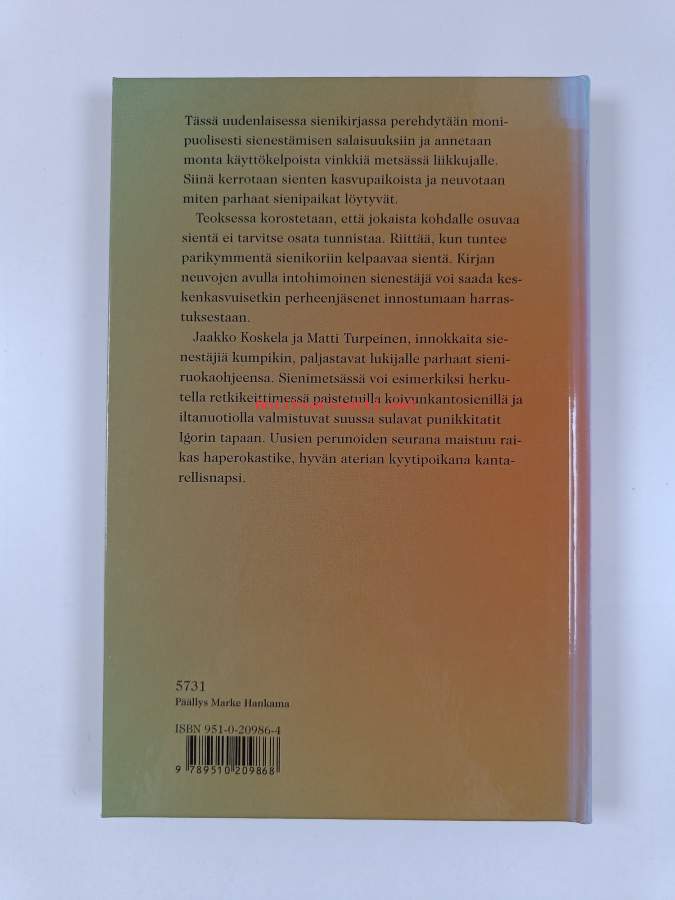 Tässä uudenlaisessa sienikirjassa perehdytään moni-
puolisesti sienestämisen salaisuuksiin ja annetaan
monta käyttökelpoista vinkkiä metsässä liikkujalle.
Siinä kerrotaan sienten kasvupaikoista ja neuvotaan
miten parhaat sienipaikat löytyvät.
Teoksessa korostetaan, että jokaista kohdalle osuvaa
sientä ei tarvitse osata tunnistaa. Riittää, kun tuntee
parikymmentä sienikoriin kelpaavaa sientä. Kirjan
neuvojen avulla intohimoinen sienestäjä voi saada kes-
kenkasvuisetkin perheenjäsenet innostumaan harras-
tuksestaan.
Jaakko Koskela ja Matti Turpeinen, innokkaita sie-
nestäjiä kumpikin, paljastavat lukijalle parhaat sieni-
ruokaohjeensa. Sienimetsässä voi esimerkiksi herku-
tella retkikeittimessä paistetuilla koivunkantosienillä ja
iltanuotiolla valmistuvat suussa sulavat punikkitatit
Igorin tapaan. Uusien perunoiden seurana maistuu rai-
kas haperokastike, hyvän aterian kyytipoikana kanta-
rellisnapsi.
5731
Päällys Marke Hankama
ISBN 951-0-20986-4
9 789510 209868